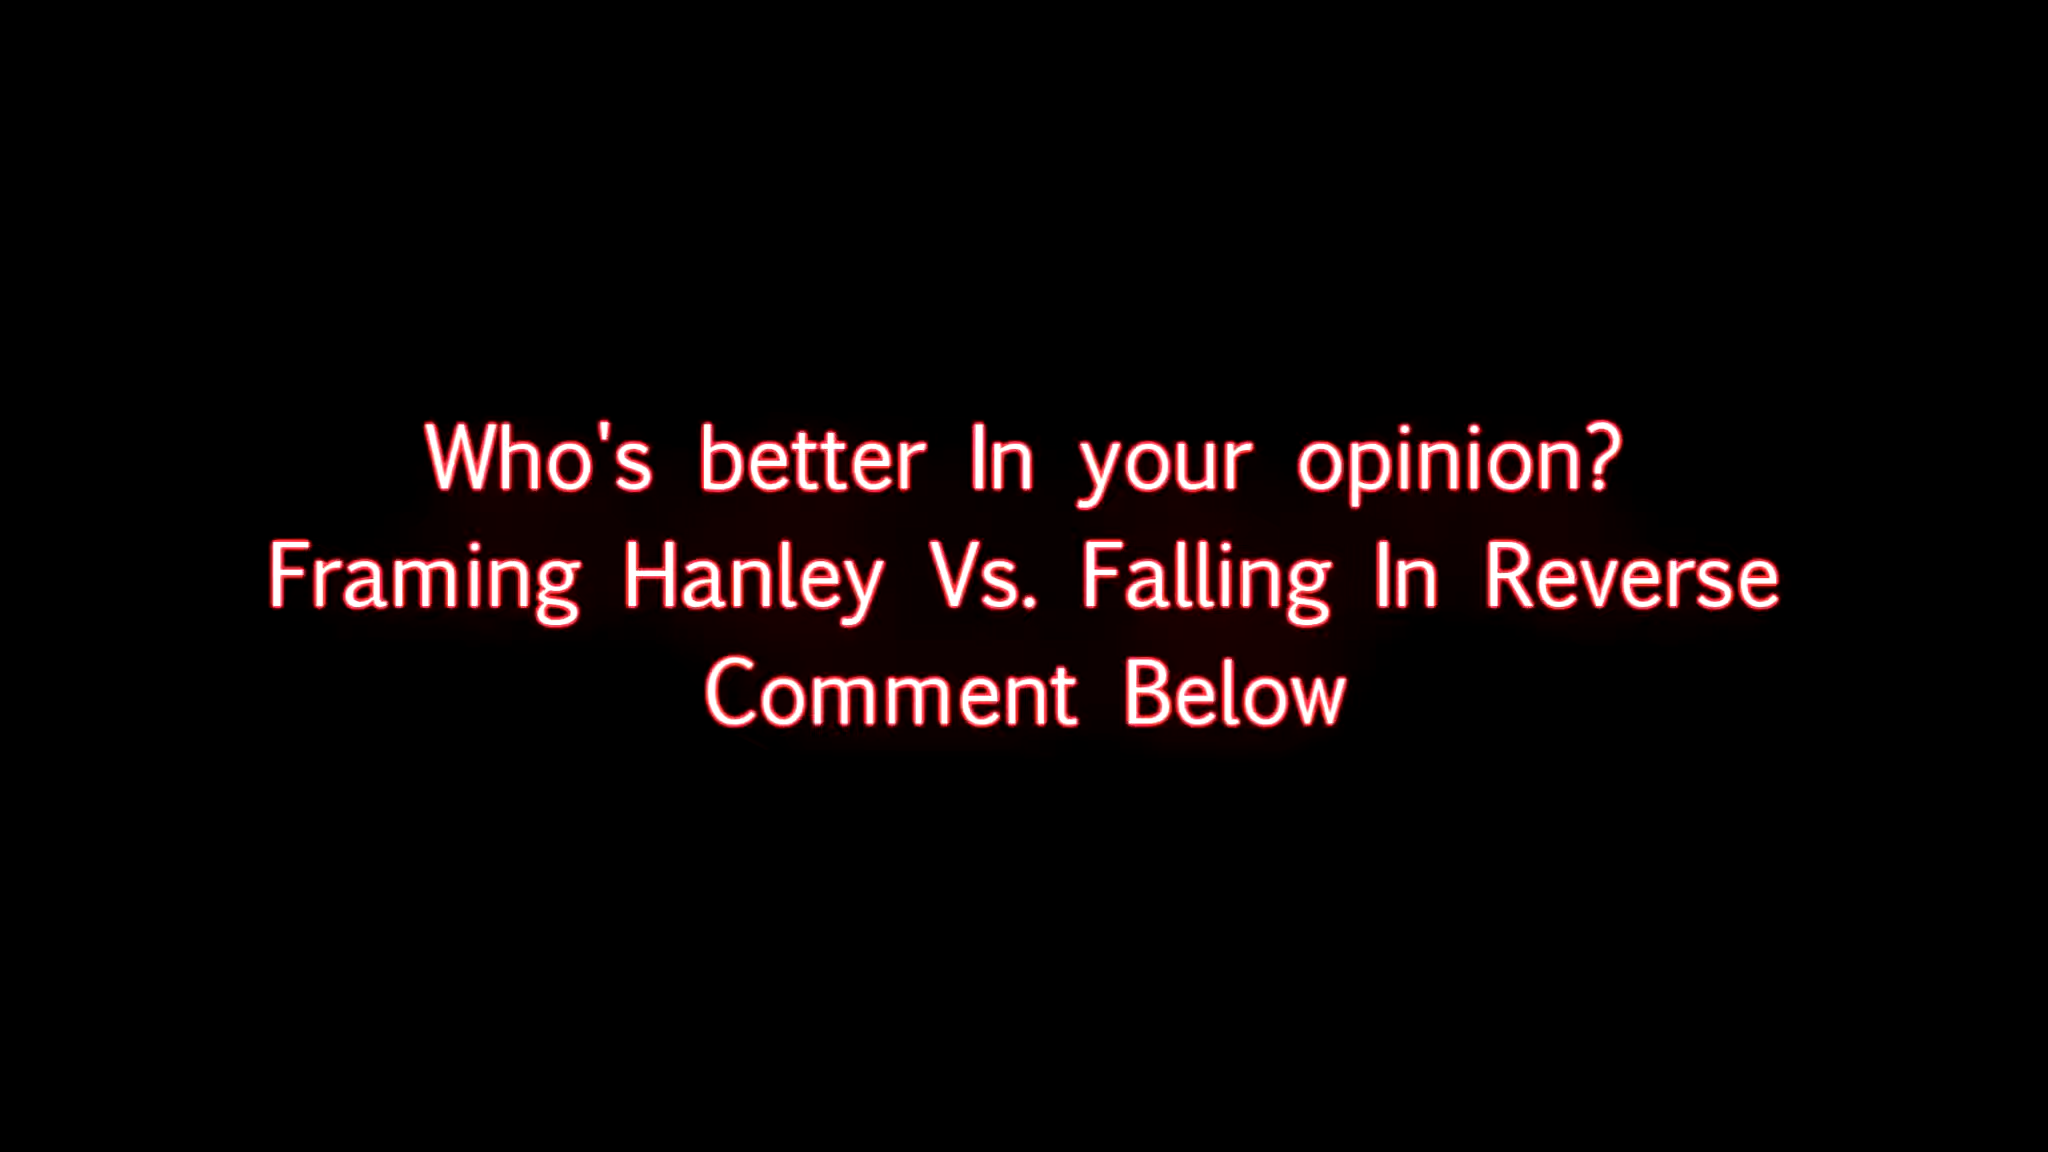 Who's better In your opinion?
Framing Hanley Vs. Falling In Reverse
Comment Below